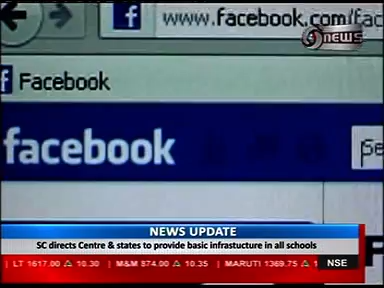 www.facebook.com/fac
news
f Facebook
facebook
Se
NEWS UPDATE
SC directs Centre & states to provide basic infrastucture in all schools
LT 1617.00 10.30 | M&M 874.00 10.35 | MARUTI 1369.75
NSE